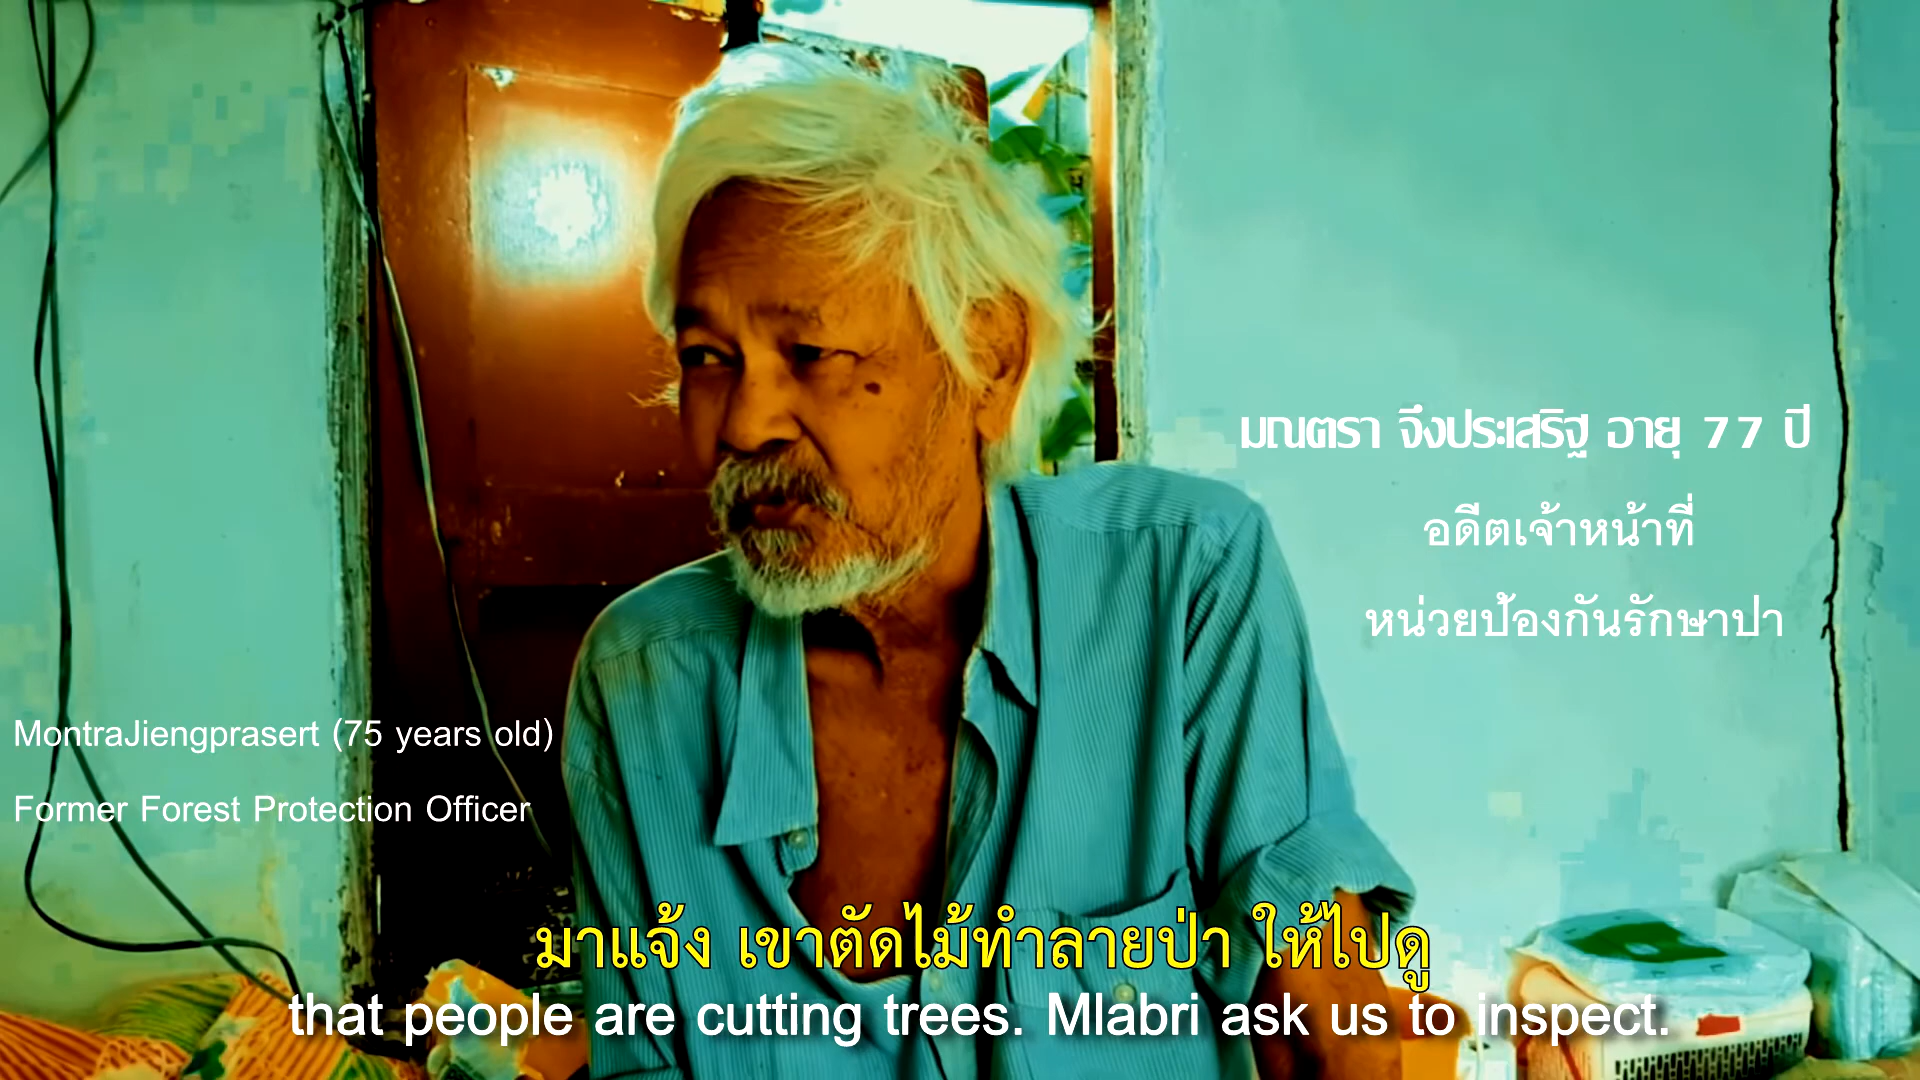 มณตรา จึงประเสริฐ อายุ 77 ปี
อดีตเจ้าหน้าที่
หน่วยป้องกันรักษาปา
MontraJiengprasert (75 years old)
Former Forest Protection Officer
มาแจ้ง เขาตัดไม้ทำลายป่า ให้ไปดู
that people are cutting trees. Mlabri ask us to inspect.